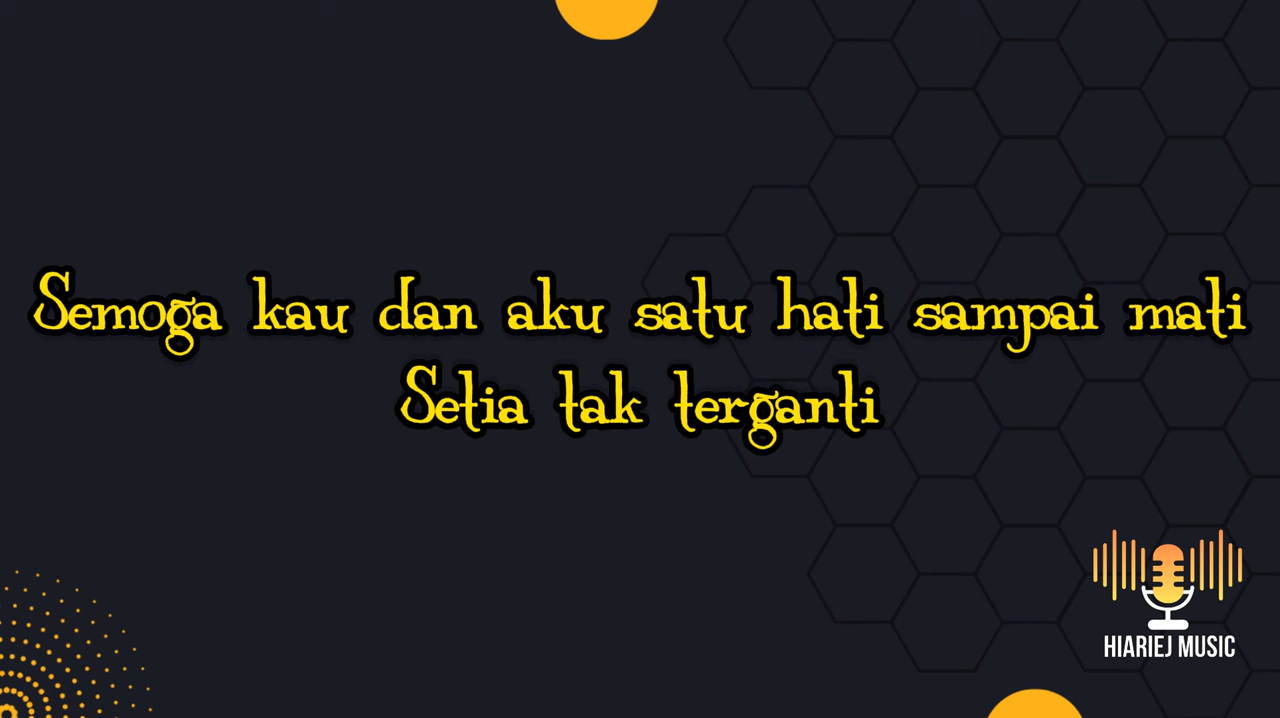 Semoga kau dan aku satu hati sampai mati
Setia tak terganti
HIARIEJ MUSIC